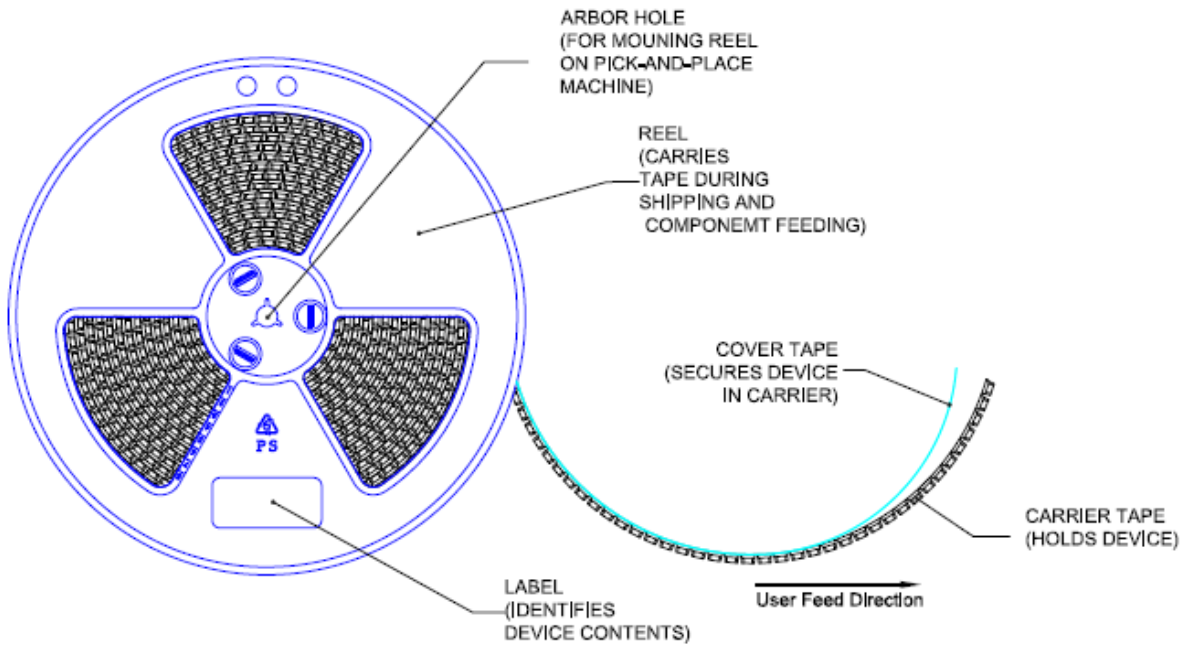 ARBOR HOLE
(FOR MOUNING REEL
ON PICK-AND-PLACE
MACHINE)
REEL
(CARRIES
TAPE DURING
SHIPPING AND
COMPONEMT FEEDING)
COVER TAPE
(SECURES DEVICE
IN CARRIER)
PS
CARRIER TAPE
(HOLDS DEVICE)
LABEL
(IDENTIFIES
DEVICE CONTENTS)
User Feed Direction